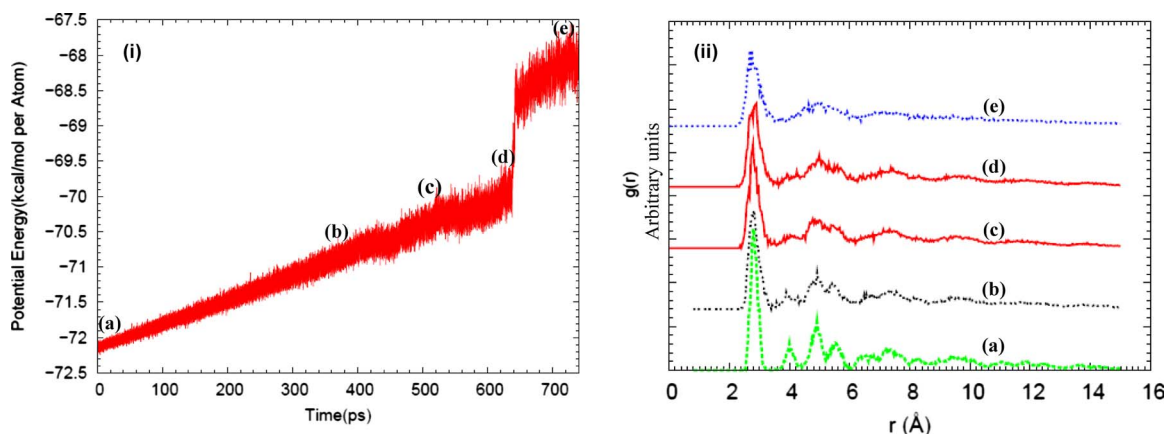 (i)
Potential Energy(kcal/mol per Atom)
−67.5
−68
−68.5
−69
−69.5
−70
−70.5
−71
−71.5
−72
−72.5
(a)
(b)
(c)
(d)
(e)
0 100 200 300 400 500 600 700
Time(ps)
(ii)
g(r)
Arbitrary units
(e)
(d)
(c)
(b)
(a)
0 2 4 6 8 10 12 14 16
r (Å)